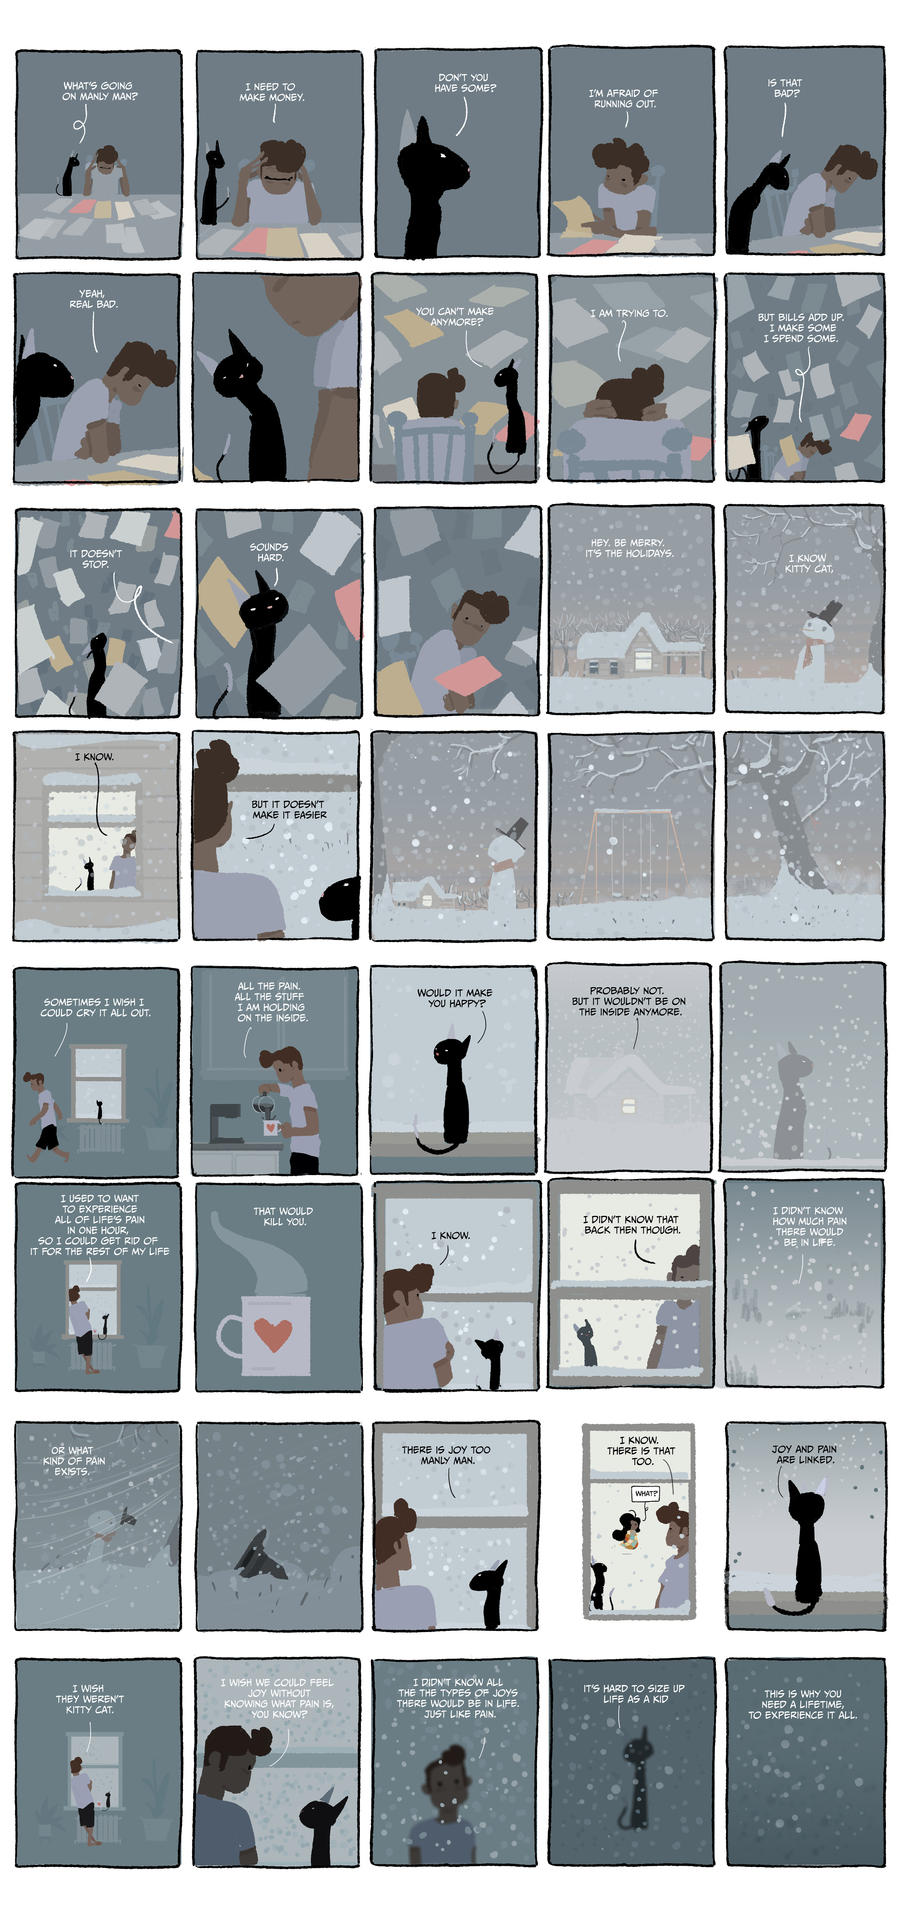 WHAT'S GOING
ON MANLY MAN?
I NEED TO
MAKE MONEY.
DON'T YOU
HAVE SOME?
I'M AFRAID OF
RUNNING OUT.
IS THAT
BAD?
YEAH,
REAL BAD.
YOU CAN'T MAKE
ANYMORE?
I AM TRYING TO.
BUT BILLS ADD UP.
I MAKE SOME
I SPEND SOME.
IT DOESN'T
STOP.
SOUNDS
HARD.
HEY. BE MERRY.
IT'S THE HOLIDAYS.
I KNOW
KITTY CAT,
I KNOW.
BUT IT DOESN'T
MAKE IT EASIER
SOMETIMES I WISH I
COULD CRY IT ALL OUT.
ALL THE PAIN.
ALL THE STUFF
I AM HOLDING
ON THE INSIDE.
WOULD IT MAKE
YOU HAPPY?
PROBABLY NOT.
BUT IT WOULDN'T BE ON
THE INSIDE ANYMORE.
I USED TO WANT
TO EXPERIENCE
ALL OF LIFE'S PAIN
IN ONE HOUR,
SO I COULD GET RID OF
IT FOR THE REST OF MY LIFE
THAT WOULD
KILL YOU.
I KNOW.
I DIDN'T KNOW THAT
BACK THEN THOUGH.
I DIDN'T KNOW
HOW MUCH PAIN
THERE WOULD
BE IN LIFE.
OR WHAT
KIND OF PAIN
EXISTS.
THERE IS JOY TOO
MANLY MAN.
I KNOW.
THERE IS THAT
TOO.
WHAT?
JOY AND PAIN
ARE LINKED.
I WISH
THEY WEREN'T
KITTY CAT.
I WISH WE COULD FEEL
JOY WITHOUT
KNOWING WHAT PAIN IS,
YOU KNOW?
I DIDN'T KNOW ALL
THE THE TYPES OF JOYS
THERE WOULD BE IN LIFE.
JUST LIKE PAIN.
IT'S HARD TO SIZE UP
LIFE AS A KID
THIS IS WHY YOU
NEED A LIFETIME,
TO EXPERIENCE IT ALL.